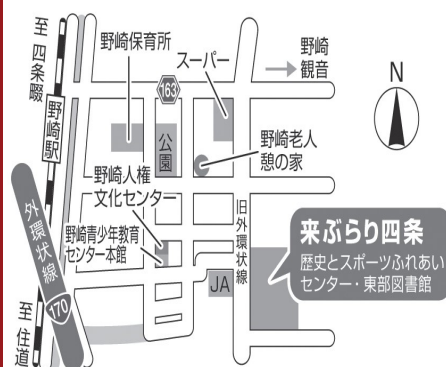 至 四条畷
野崎駅
野崎保育所
スーパー
163
野崎
観音
N
公園
野崎老人
憩の家
野崎人権
文化センター
野崎青少年教育
センター本館
旧外環状線
外環状線
170
JA
至 住道
来ぶらり四条
歴史とスポーツふれあい
センター・東部図書館